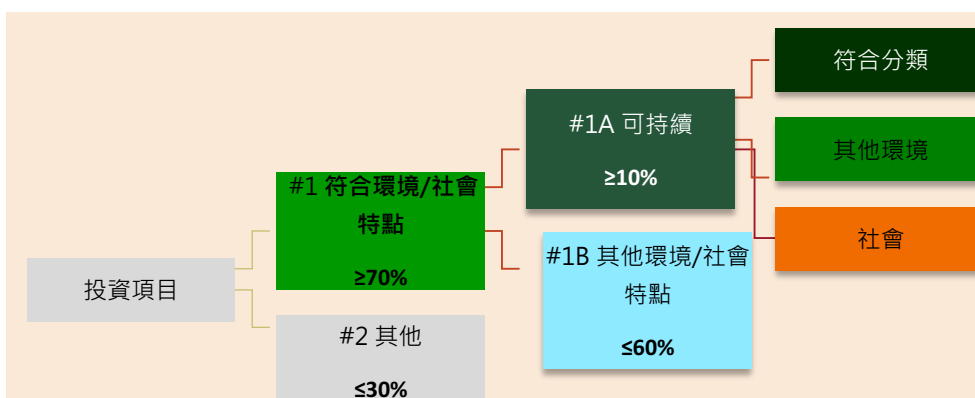 投資項目
#1 符合環境/社會
特點
≥70%
#2 其他
≤30%
#1A 可持續
≥10%
#1B 其他環境/社會
特點
≤60%
符合分類
其他環境
社會